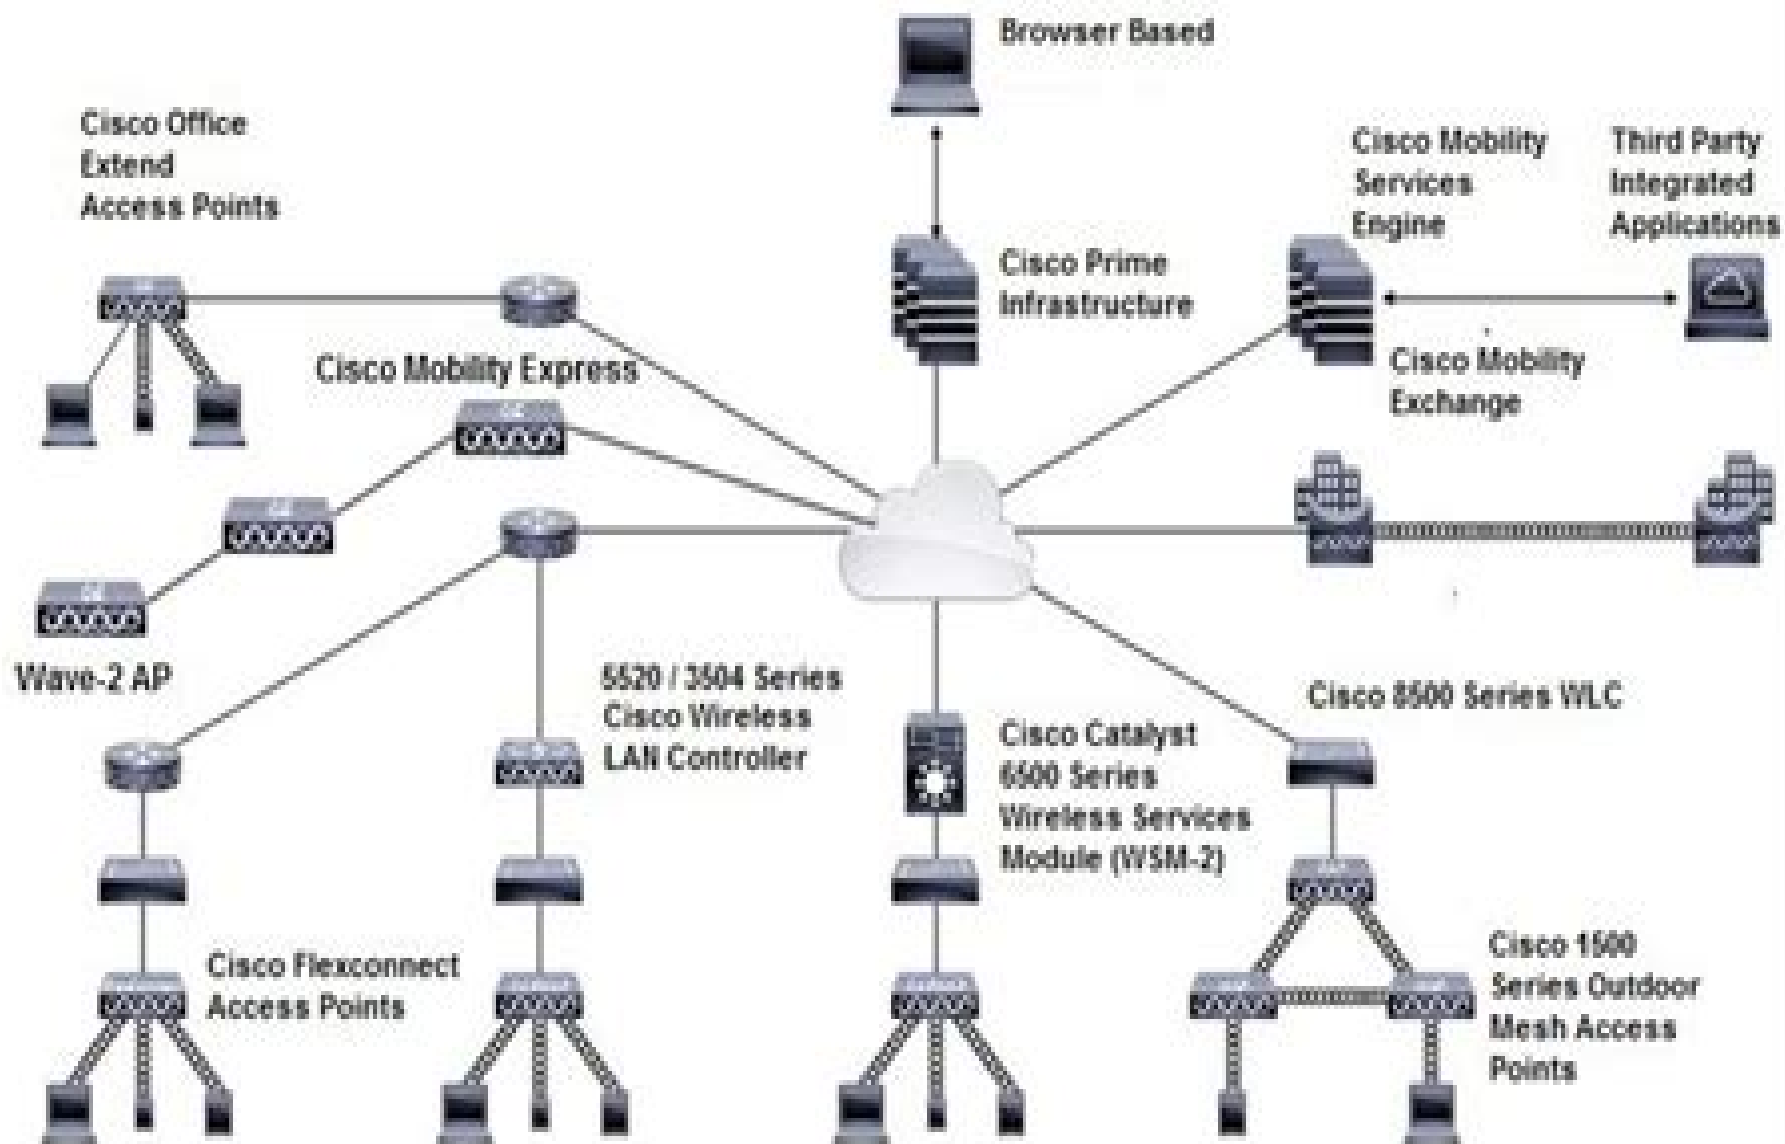 Browser Based
Cisco Office
Extend
Access Points
Cisco Mobility
Services
Engine
Third Party
Integrated
Applications
Cisco Prime
Infrastructure
Cisco Mobility Express
Cisco Mobility
Exchange
Wave-2 AP
5520 / 3504 Series
Cisco Wireless
LAN Controller
Cisco 8500 Series WLC
Cisco Catalyst
6500 Series
Wireless Services
Module (WSM-2)
Cisco Flexconnect
Access Points
Cisco 1500
Series Outdoor
Mesh Access
Points